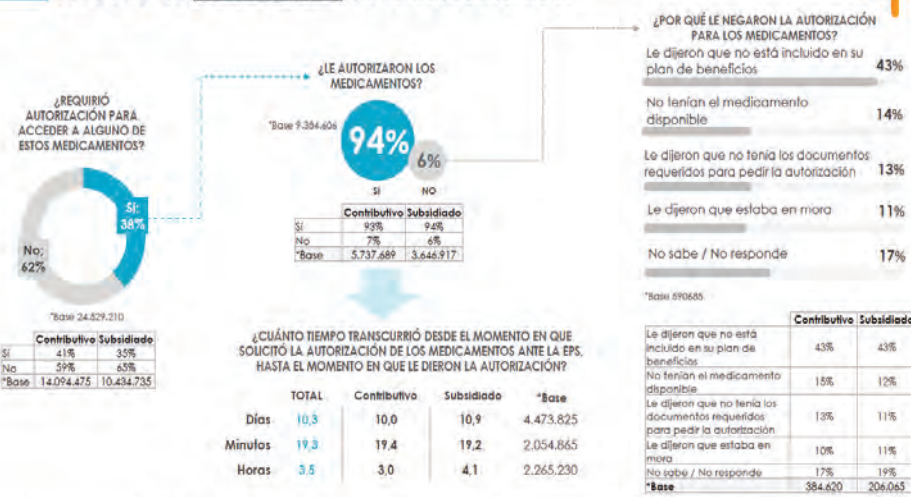 ¿REQUIRIÓ
AUTORIZACIÓN PARA
ACCEDER A ALGUNO DE
ESTOS MEDICAMENTOS?
Sí:
38%
No:
62%
*Base 24.529.210
Contributivo Subsidiado
Sí 41% 35%
No 59% 65%
*Base 14.094.475 10.434.735
¿LE AUTORIZARON LOS
MEDICAMENTOS?
*Base 9.384.606
94%
6%
SÍ NO
Contributivo Subsidiado
Sí 93% 94%
No 7% 6%
*Base 5.737.689 3.646.917
¿CUÁNTO TIEMPO TRANSCURRIÓ DESDE EL MOMENTO EN QUE
SOLICITÓ LA AUTORIZACIÓN DE LOS MEDICAMENTOS ANTE LA EPS,
HASTA EL MOMENTO EN QUE LE DIERON LA AUTORIZACIÓN?
TOTAL Contributivo Subsidiado *Base
Días 10,3 10,0 10,9 4.473.825
Minutos 19,3 19,4 19,2 2.054.865
Horas 3,5 3,0 4,1 2.265.230
¿POR QUÉ LE NEGARON LA AUTORIZACIÓN
PARA LOS MEDICAMENTOS?
Le dijeron que no está incluido en su
plan de beneficios 43%
No tenían el medicamento
disponible 14%
Le dijeron que no tenía los documentos
requeridos para pedir la autorización 13%
Le dijeron que estaba en mora 11%
No sabe / No responde 17%
*Base 590685
Contributivo Subsidiado
Le dijeron que no está
incluido en su plan de 43% 43%
beneficios
No tenían el medicamento
disponible 15% 12%
Le dijeron que no tenía los
documentos requeridos 13% 11%
para pedir la autorización
Le dijeron que estaba en
mora 10% 11%
No sabe / No responde 17% 19%
*Base 384.620 206.065